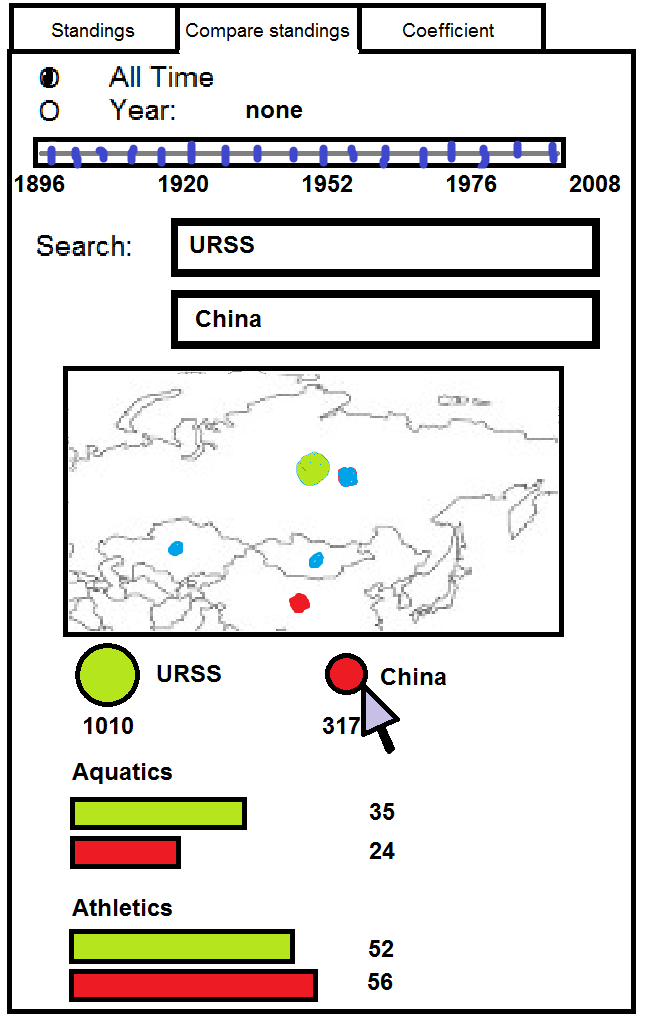 Standings Compare standings Coefficient
All Time
Year: none
1896 1920 1952 1976 2008
Search: URSS
China
URSS China
1010 317
Aquatics
35
24
Athletics
52
56